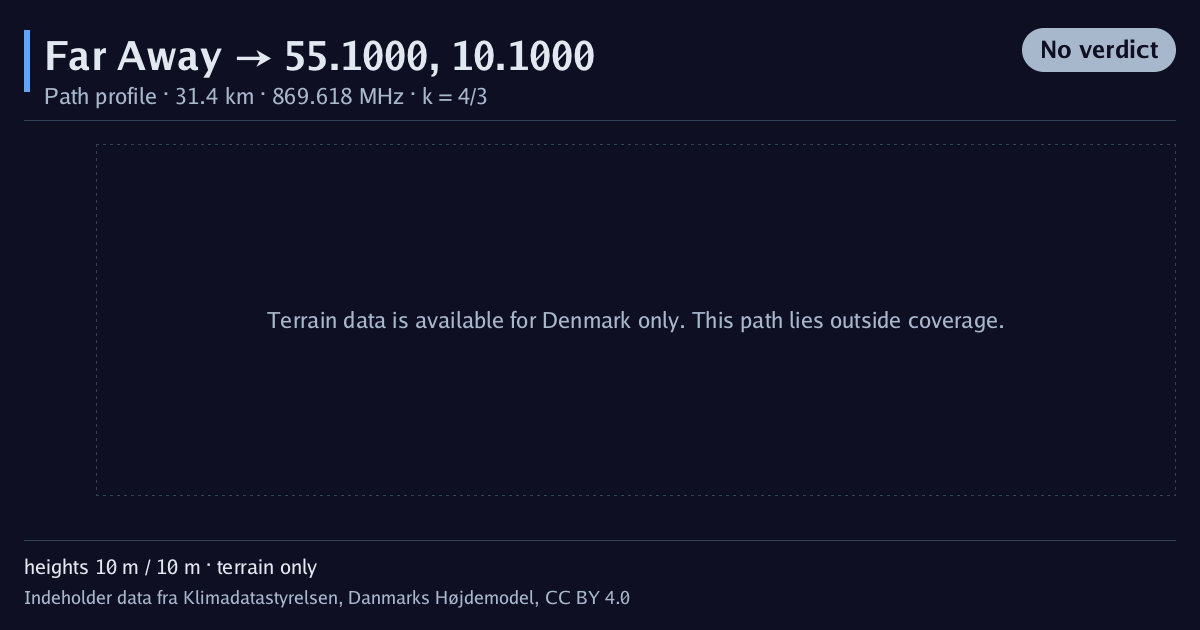 Far Away → 55.1000, 10.1000
No verdict
Path profile · 31.4 km · 869.618 MHz · k = 4/3
Terrain data is available for Denmark only. This path lies outside coverage.
heights 10 m / 10 m · terrain only
Indeholder data fra Klimadatastyrelsen, Danmarks Højdemodel, CC BY 4.0